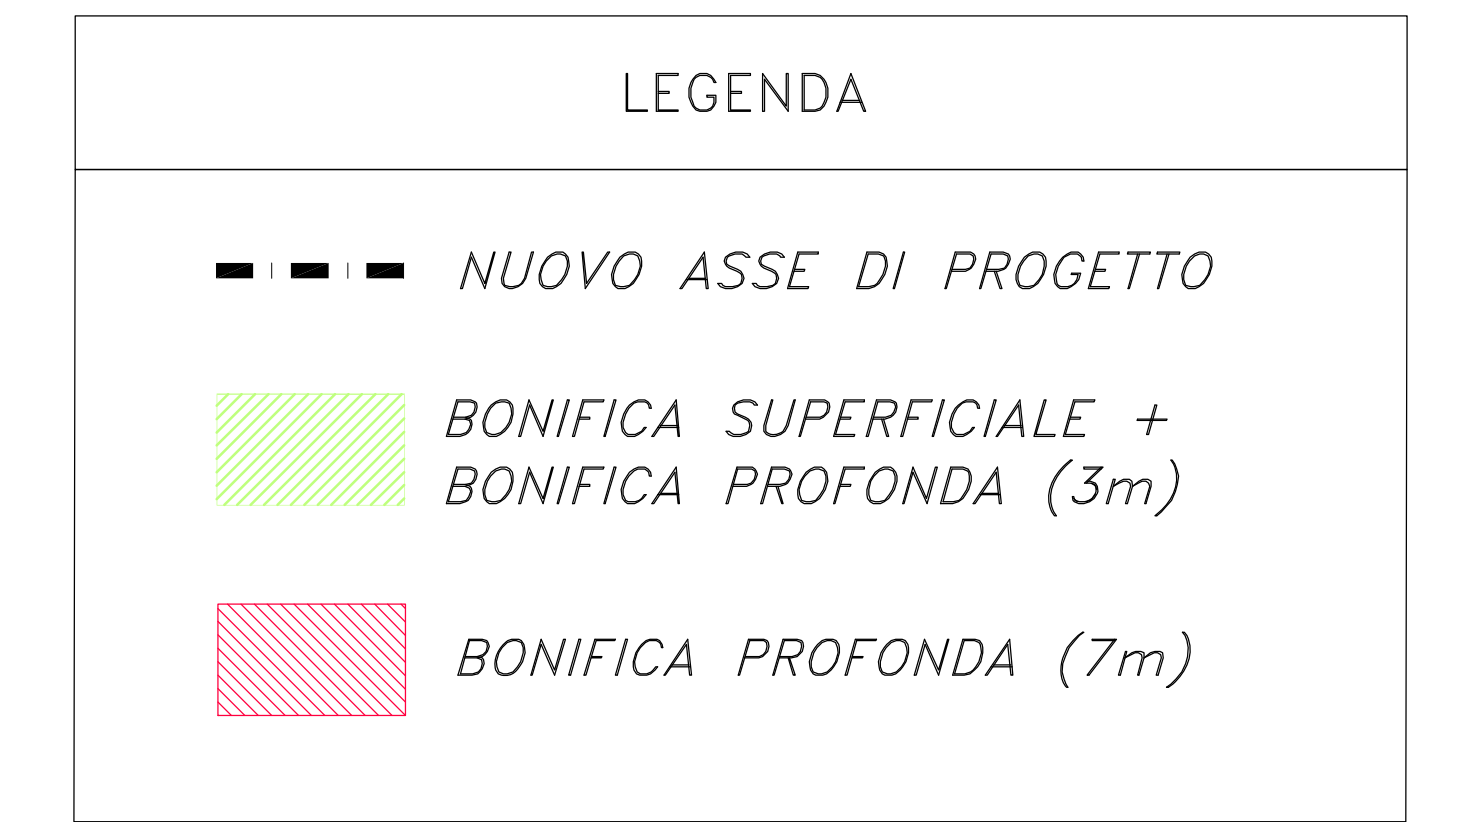 LEGENDA
NUOVO ASSE DI PROGETTO
BONIFICA SUPERFICIALE +
BONIFICA PROFONDA (3m)
BONIFICA PROFONDA (7m)